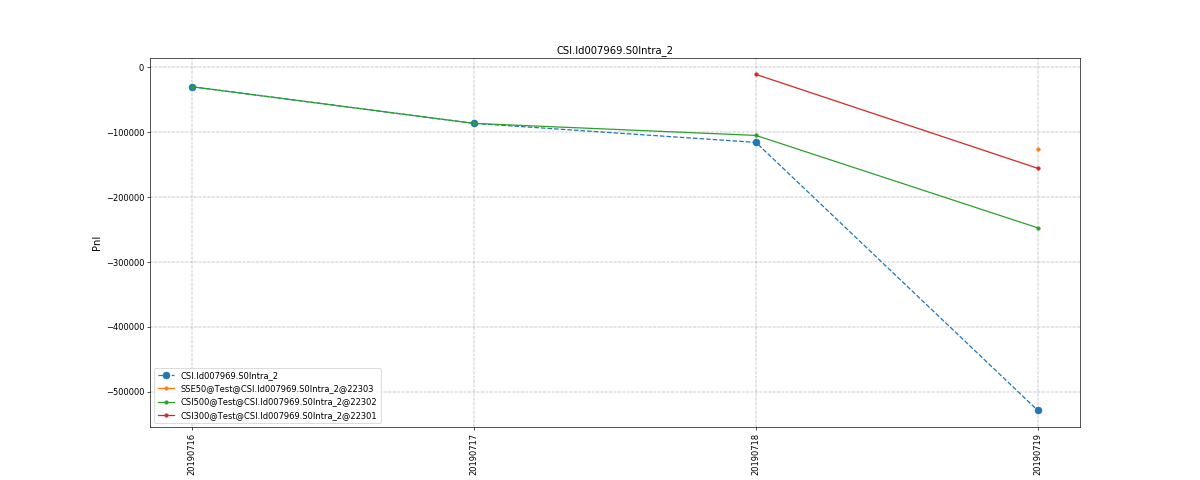 CSI.Id007969.S0Intra_2
0
−100000
−200000
−300000
−400000
−500000
Pnl
CSI.Id007969.S0Intra_2
SSE50@Test@CSI.Id007969.S0Intra_2@22303
CSI500@Test@CSI.Id007969.S0Intra_2@22302
CSI300@Test@CSI.Id007969.S0Intra_2@22301
20190716
20190717
20190718
20190719